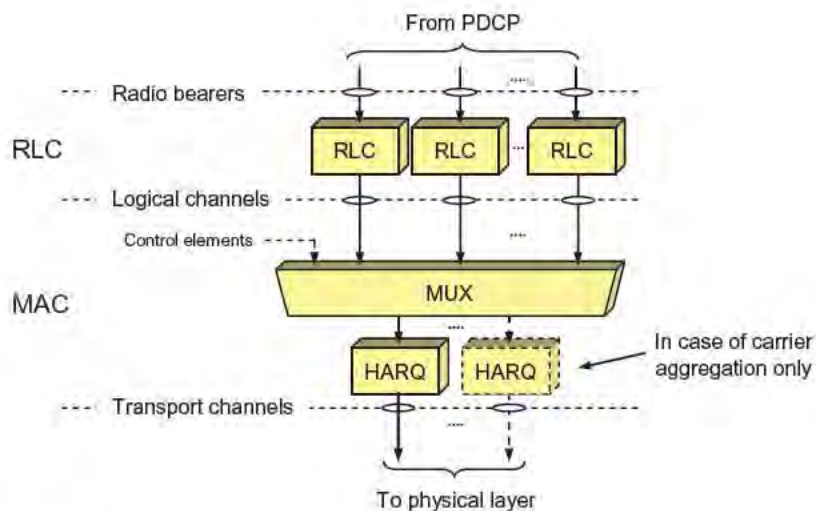 From PDCP
....
Radio bearers
RLC
RLC
RLC
....
RLC
Logical channels
....
Control elements
MUX
MAC
....
HARQ
HARQ
In case of carrier
aggregation only
Transport channels
....
To physical layer